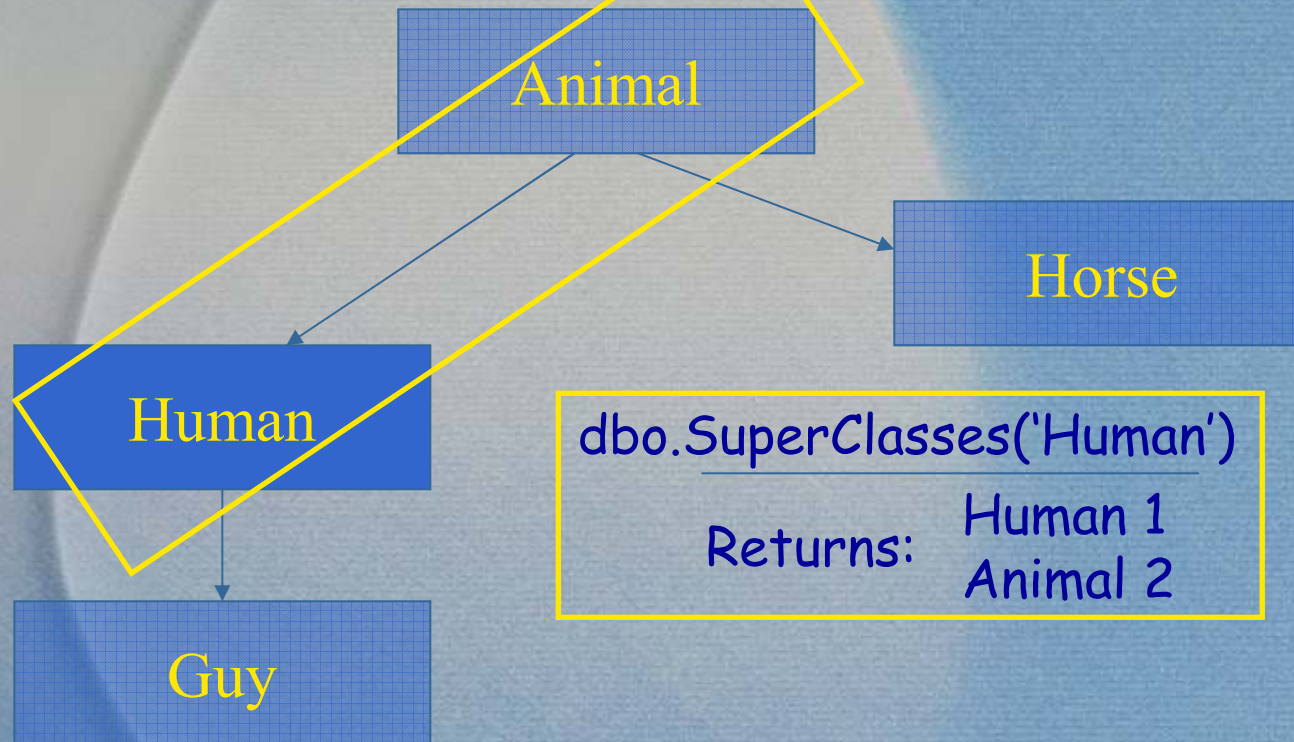 Animal
Horse
Human
dbo.SuperClasses(‘Human’)
Returns:
Human 1
Animal 2
Guy